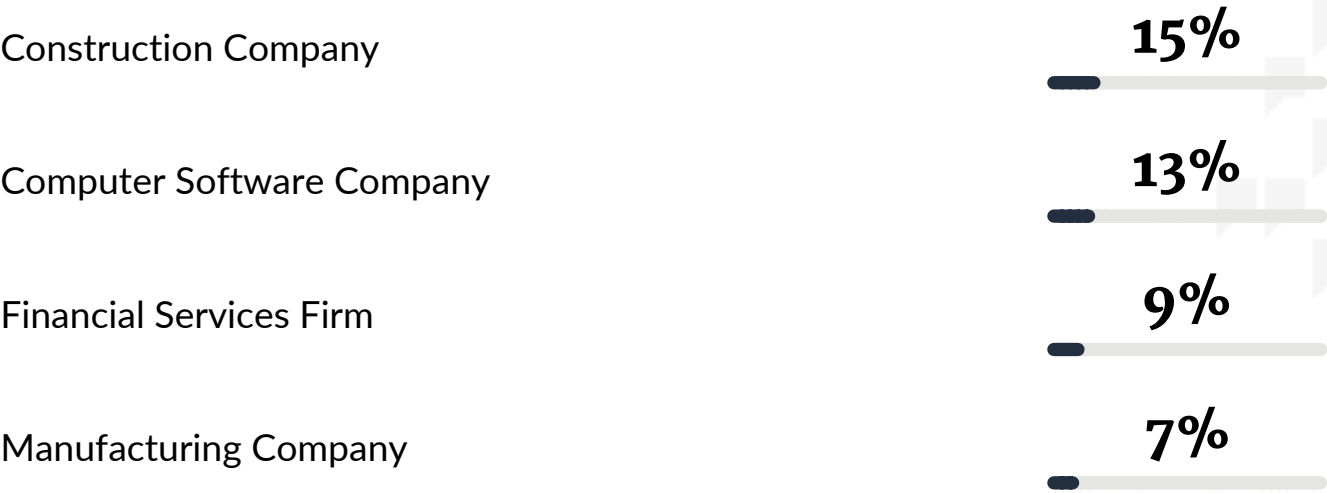 Construction Company
15%
Computer Software Company
13%
Financial Services Firm
9%
Manufacturing Company
7%